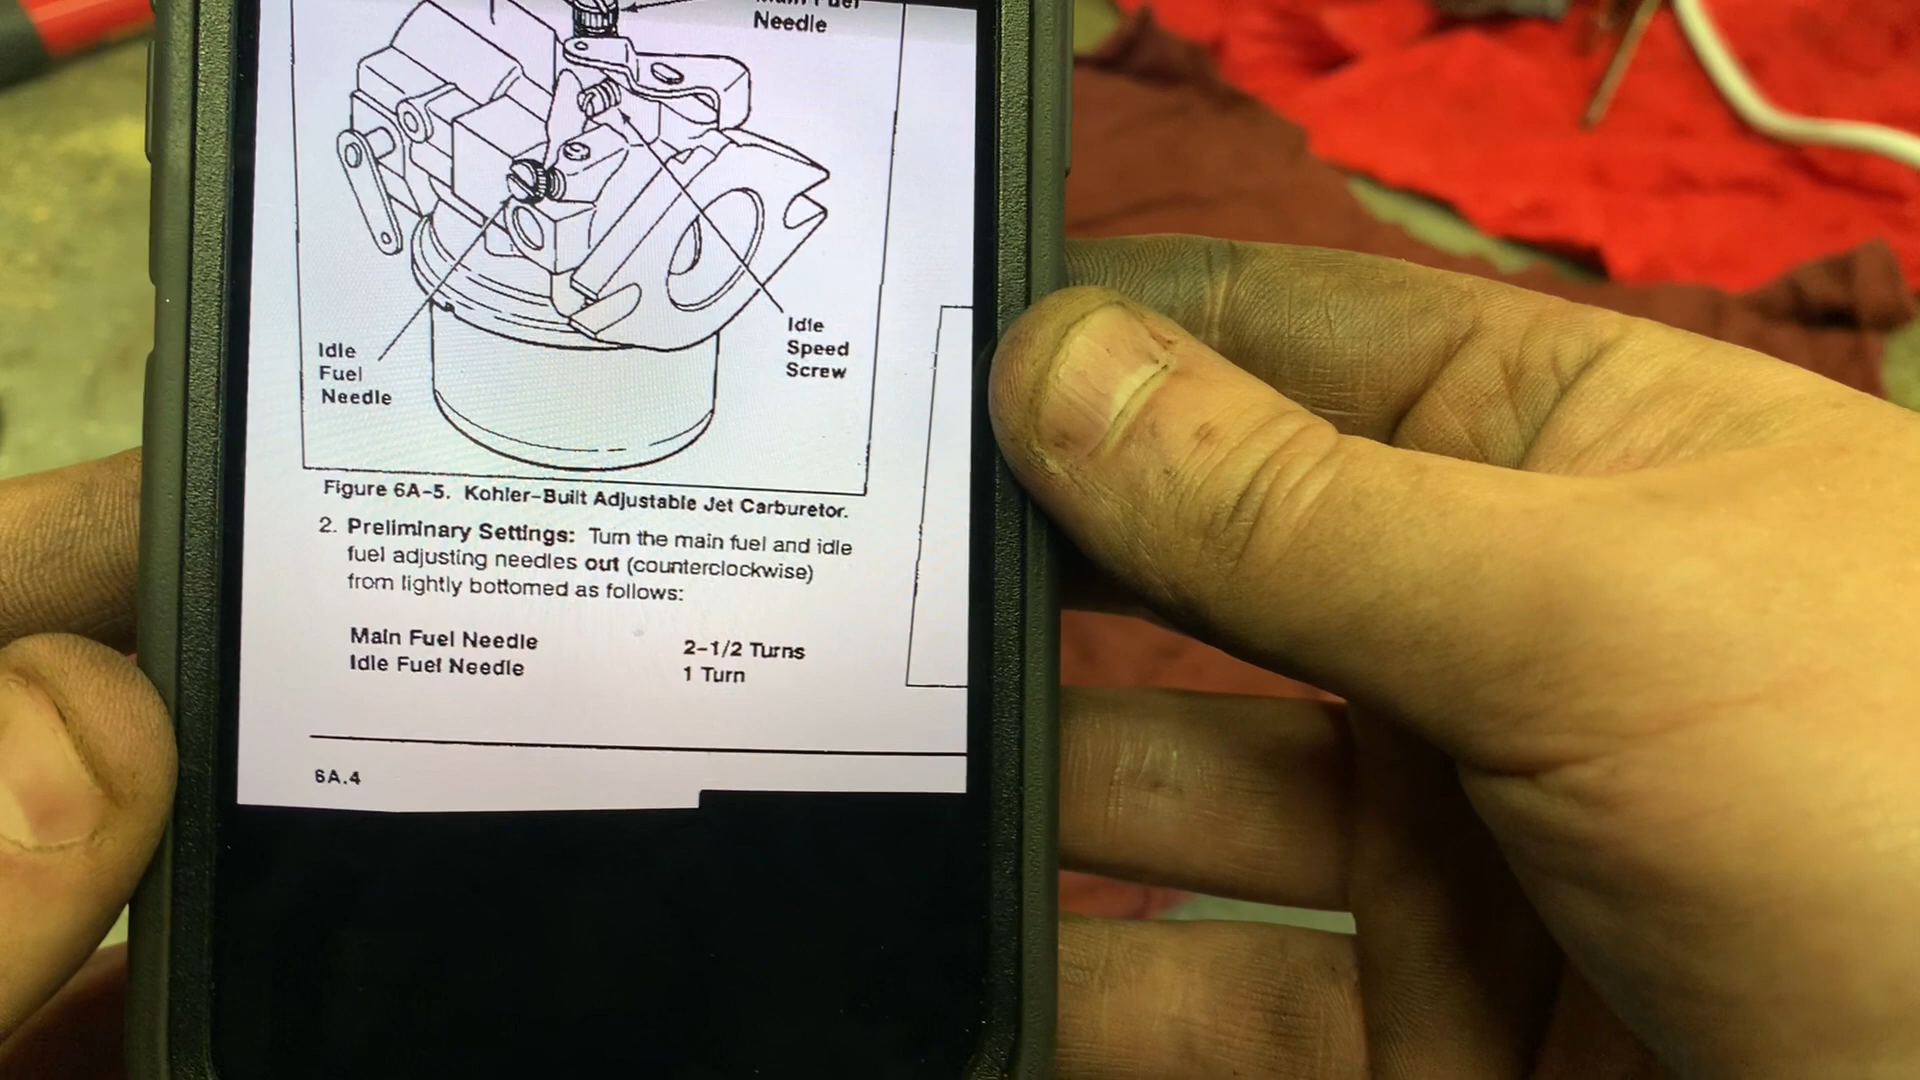 Main Fuel
Needle
Idle
Speed
Screw
Idle
Fuel
Needle
Figure 6A-5. Kohler-Built Adjustable Jet Carburetor.
2. Preliminary Settings: Turn the main fuel and idle
fuel adjusting needles out (counterclockwise)
from lightly bottomed as follows:
Main Fuel Needle 2-1/2 Turns
Idle Fuel Needle 1 Turn
6A.4